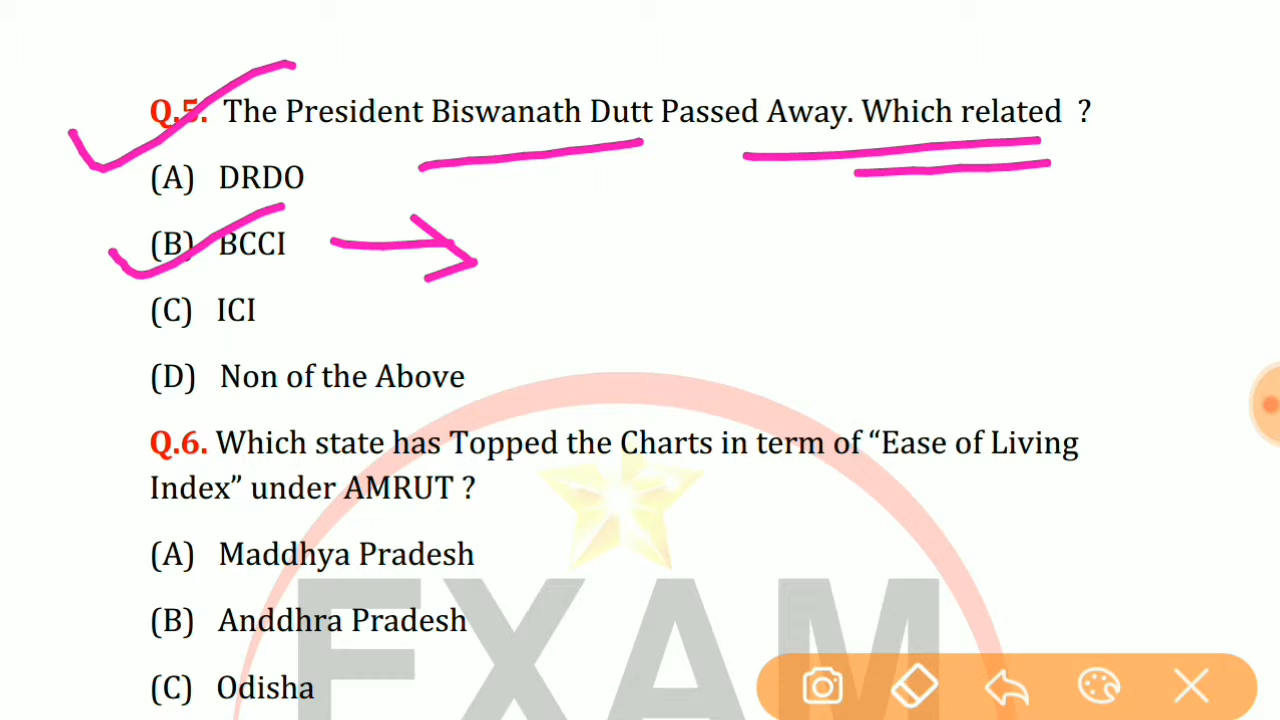 Q.5. The President Biswanath Dutt Passed Away. Which related ?
(A) DRDO
(B) BCCI
(C) ICI
(D) Non of the Above
Q.6. Which state has Topped the Charts in term of “Ease of Living
Index” under AMRUT ?
(A) Maddhya Pradesh
(B) Anddhra Pradesh
(C) Odisha
EXAM